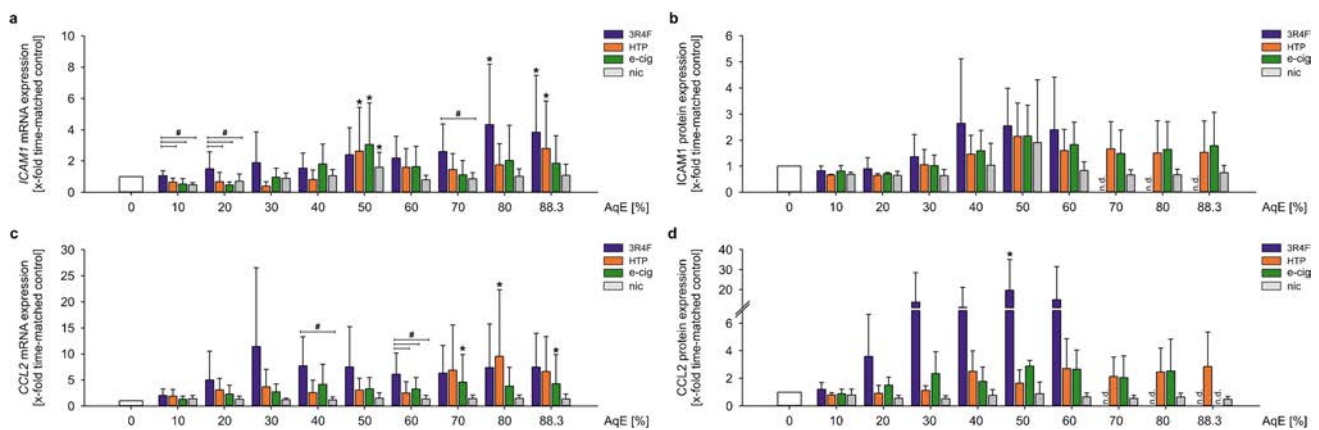 a
ICAM1 mRNA expression
[x-fold time-matched control]
10
8
6
4
2
0
3R4F
HTP
e-cig
nic
# # * * * # * * *
0 10 20 30 40 50 60 70 80 88.3 AqE [%]
b
ICAM1 protein expression
[x-fold time-matched control]
6
5
4
3
2
1
0
3R4F
HTP
e-cig
nic
n.d. n.d. n.d.
0 10 20 30 40 50 60 70 80 88.3 AqE [%]
c
CCL2 mRNA expression
[x-fold time-matched control]
30
25
20
15
10
5
0
3R4F
HTP
e-cig
nic
# # * * *
0 10 20 30 40 50 60 70 80 88.3 AqE [%]
d
CCL2 protein expression
[x-fold time-matched control]
40
30
20
6
4
2
0
3R4F
HTP
e-cig
nic
*
n.d. n.d. n.d. n.d.
0 10 20 30 40 50 60 70 80 88.3 AqE [%]